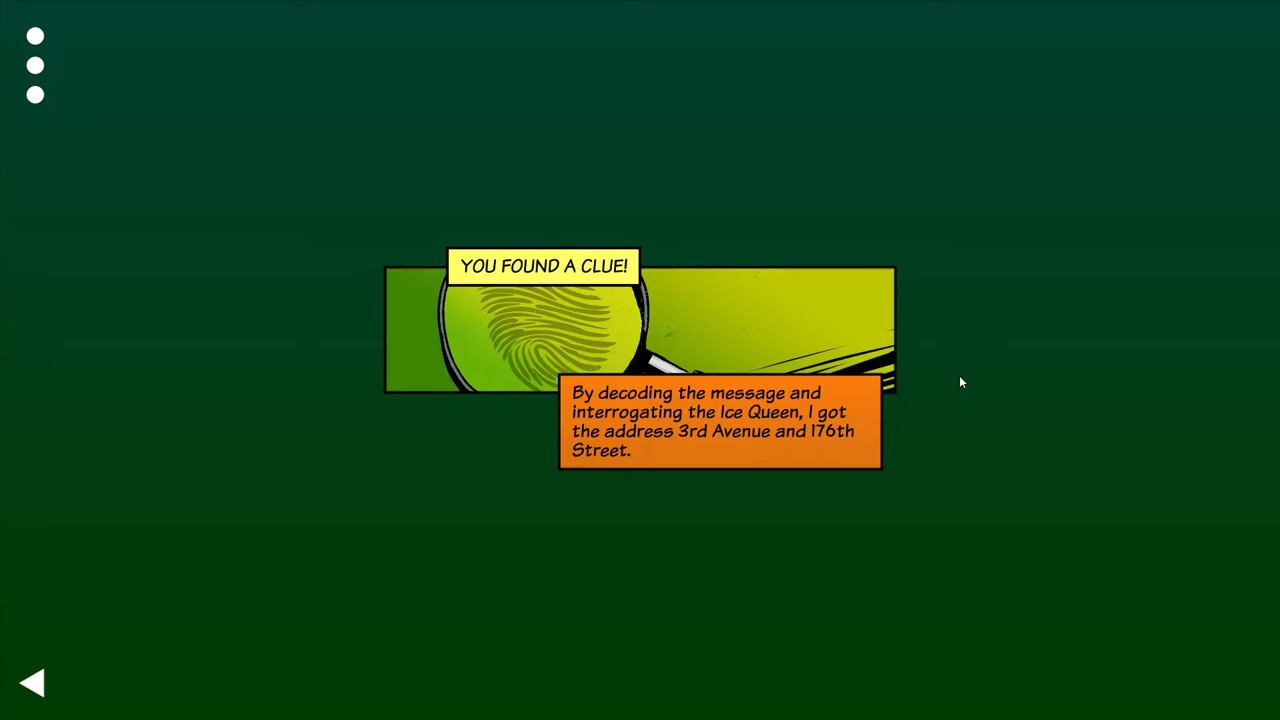 YOU FOUND A CLUE!
By decoding the message and
interrogating the Ice Queen, I got
the address 3rd Avenue and 176th
Street.